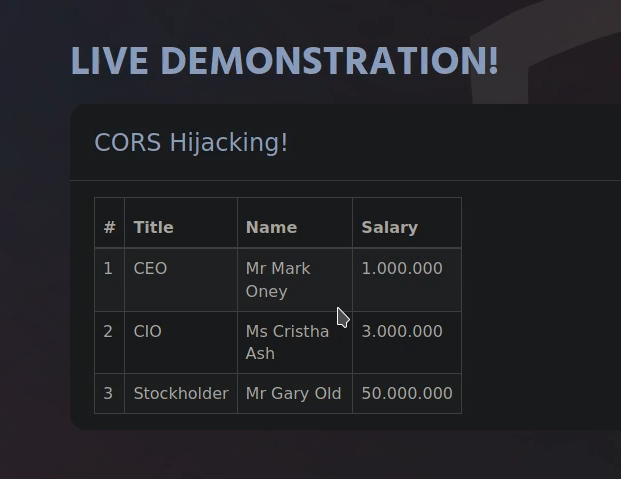 LIVE DEMONSTRATION!
CORS Hijacking!
# Title Name Salary
1 CEO Mr Mark Oney 1.000.000
2 CIO Ms Cristha Ash 3.000.000
3 Stockholder Mr Gary Old 50.000.000